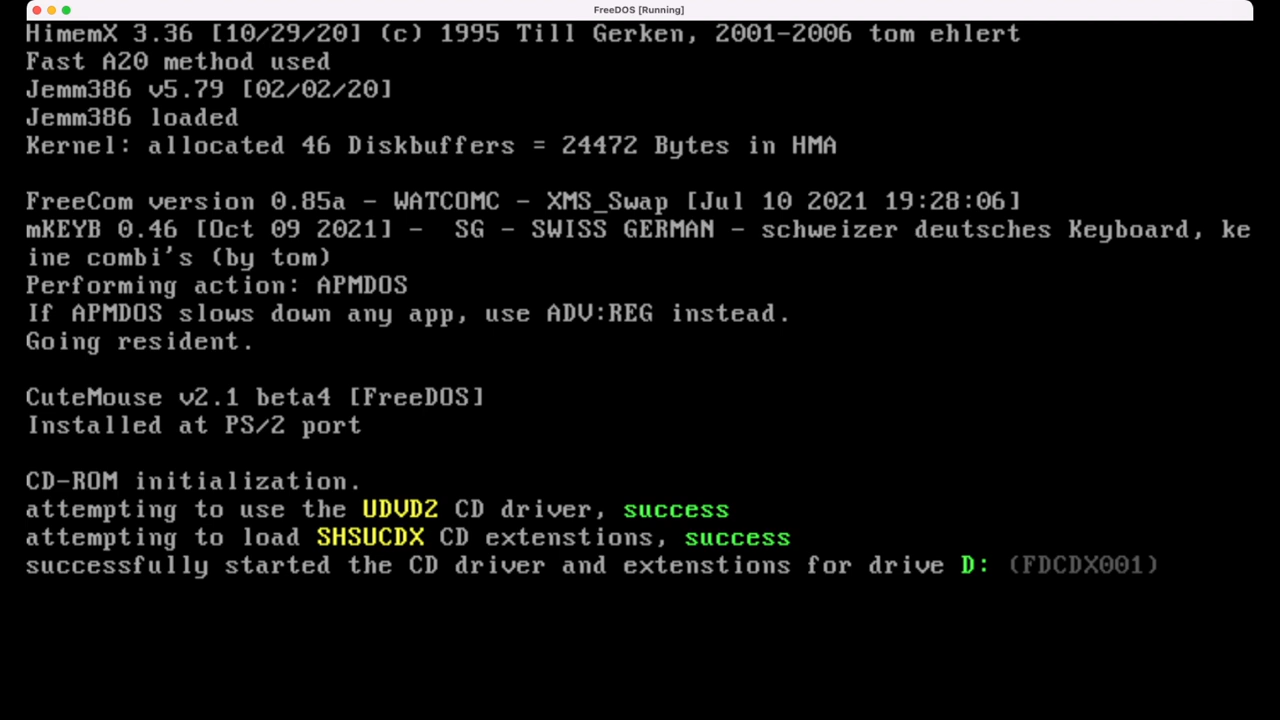 FreeDOS [Running]
HimemX 3.36 [10/29/20] (c) 1995 Till Gerken, 2001-2006 tom ehlert
Fast A20 method used
Jemm386 v5.79 [02/02/20]
Jemm386 loaded
Kernel: allocated 46 Diskbuffers = 24472 Bytes in HMA
FreeCom version 0.85a - WATCOMC - XMS_Swap [Jul 10 2021 19:28:06]
mKEYB 0.46 [Oct 09 2021] -  SG - SWISS GERMAN - schweizer deutsches Keyboard, ke
ine combi's (by tom)
Performing action: APMDOS
If APMDOS slows down any app, use ADV:REG instead.
Going resident.
CuteMouse v2.1 beta4 [FreeDOS]
Installed at PS/2 port
CD-ROM initialization.
attempting to use the UDVD2 CD driver, success
attempting to load SHSUCDX CD extenstions, success
successfully started the CD driver and extenstions for drive D: (FDCDX001)